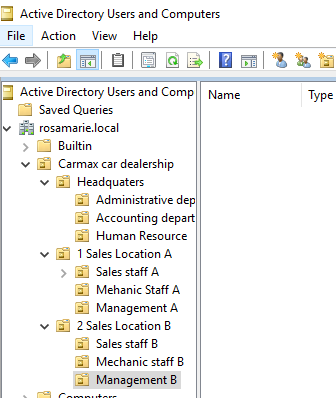 Active Directory Users and Computers
File Action View Help
Active Directory Users and Comp
Name Type
Saved Queries
rosamarie.local
Builtin
Carmax car dealership
Headquaters
Administrative dep
Accounting depart
Human Resource
1 Sales Location A
Sales staff A
Mehanic Staff A
Management A
2 Sales Location B
Sales staff B
Mechanic staff B
Management B
Computers